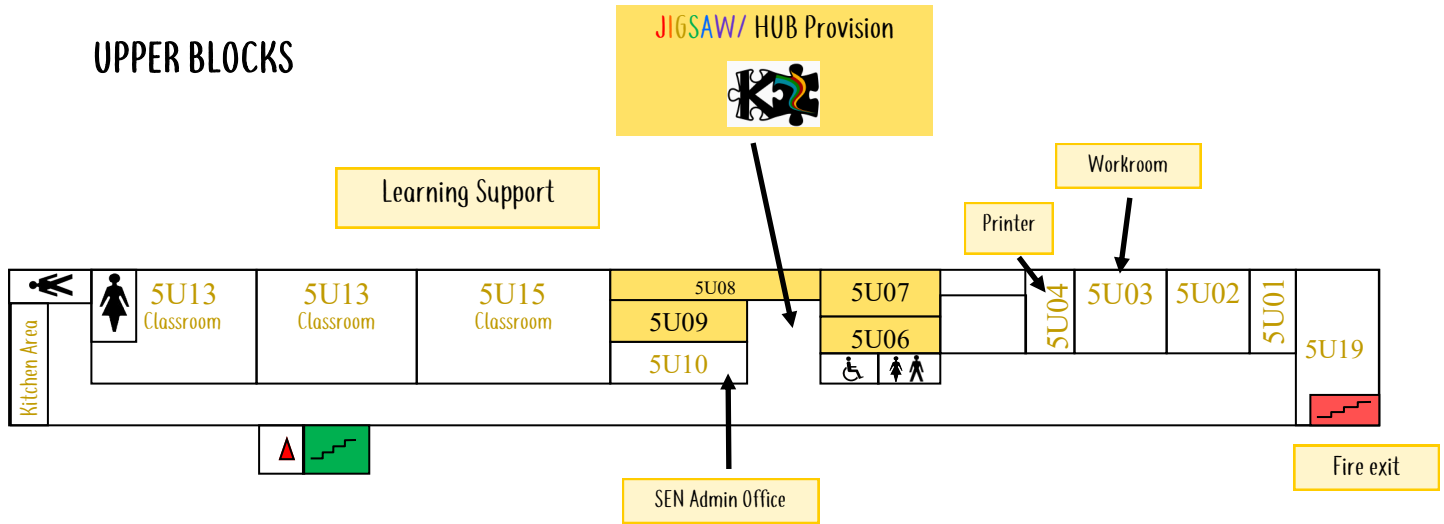 JIGSAW/ HUB Provision
UPPER BLOCKS
Workroom
Learning Support
Printer
5U13
Classroom
5U13
Classroom
5U15
Classroom
5U08
5U09
5U10
5U07
5U06
5U04
5U03
5U02
5U01
5U19
Kitchen Area
Fire exit
SEN Admin Office